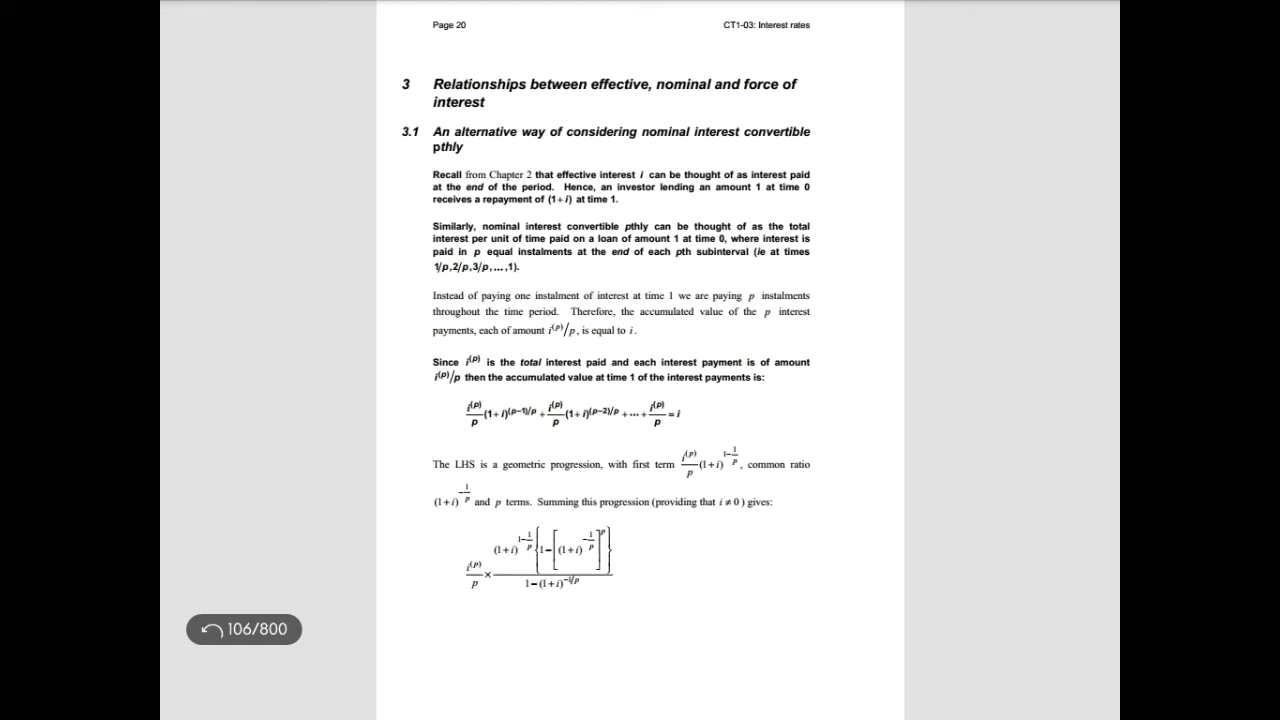 Page 20 CT1-03: Interest rates
3 Relationships between effective, nominal and force of
interest
3.1 An alternative way of considering nominal interest convertible
pthly
Recall from Chapter 2 that effective interest i can be thought of as interest paid
at the end of the period. Hence, an investor lending an amount 1 at time 0
receives a repayment of (1+i) at time 1.
Similarly, nominal interest convertible pthly can be thought of as the total
interest per unit of time paid on a loan of amount 1 at time 0, where interest is
paid in p equal instalments at the end of each pth subinterval (ie at times
1/p,2/p,3/p,...,1).
Instead of paying one instalment of interest at time 1 we are paying p instalments
throughout the time period. Therefore, the accumulated value of the p interest
payments, each of amount i^(p)/p, is equal to i.
Since i^(p) is the total interest paid and each interest payment is of amount
i^(p)/p then the accumulated value at time 1 of the interest payments is:
i^(p)/p (1+i)^(p−1)/p + i^(p)/p (1+i)^(p−2)/p + ... + i^(p)/p = i
The LHS is a geometric progression, with first term i^(p)/p (1+i)^(1−1/p), common ratio
(1+i)^(−1/p) and p terms. Summing this progression (providing that i ≠ 0) gives:
i^(p)/p × (1+i)^(1−1/p) {1−[(1+i)^(−1/p)]^p} / 1−(1+i)^(−1/p)
106/800